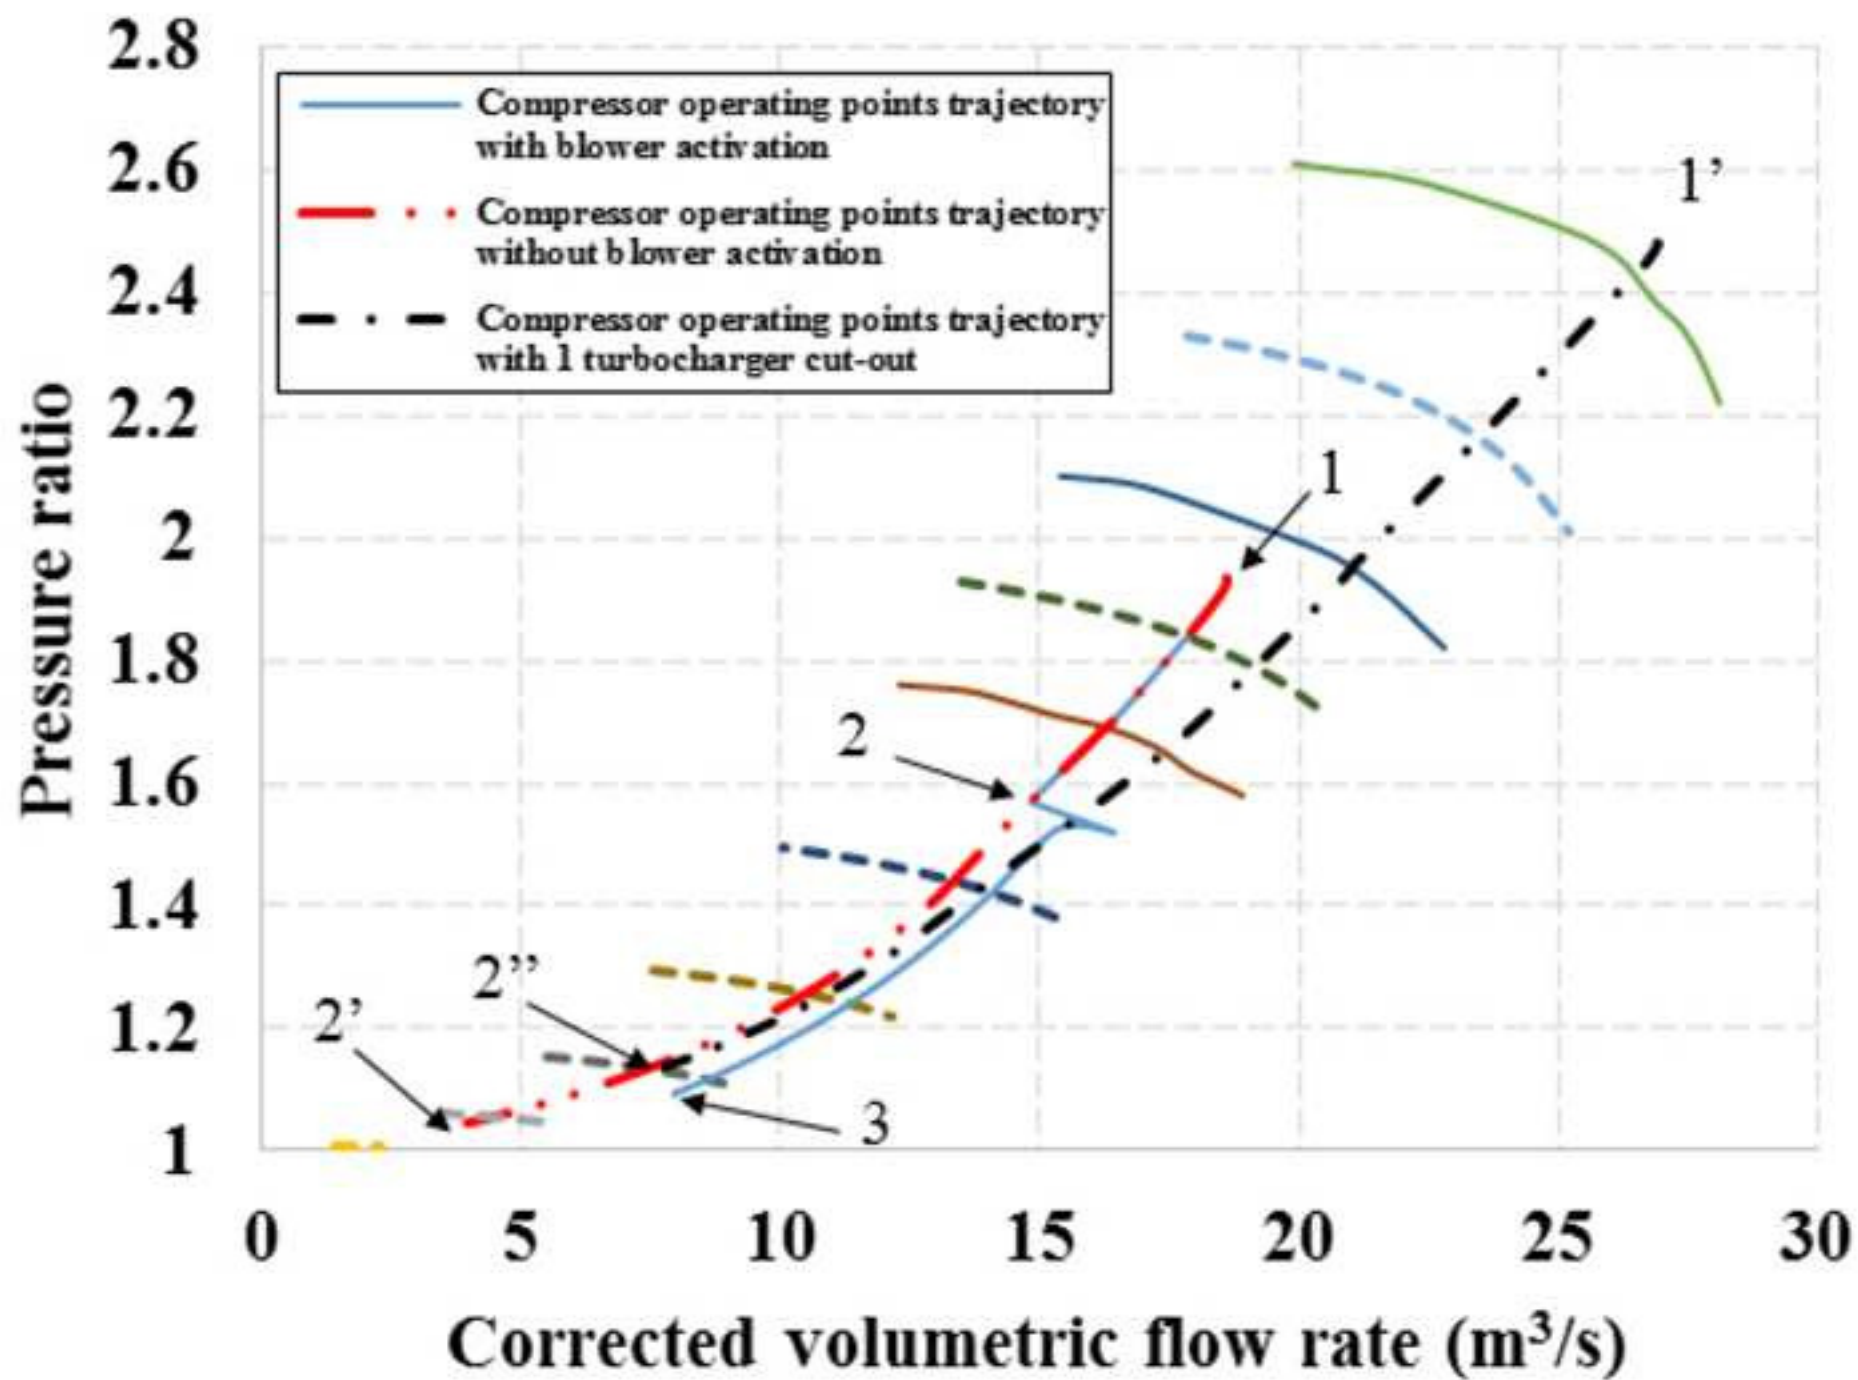 2.8
2.6
2.4
2.2
2
1.8
1.6
1.4
1.2
1
Pressure ratio
Compressor operating points trajectory
with blower activation
Compressor operating points trajectory
without blower activation
Compressor operating points trajectory
with 1 turbocharger cut-out
1’
1
2
2’’
2’
3
0 5 10 15 20 25 30
Corrected volumetric flow rate (m³/s)